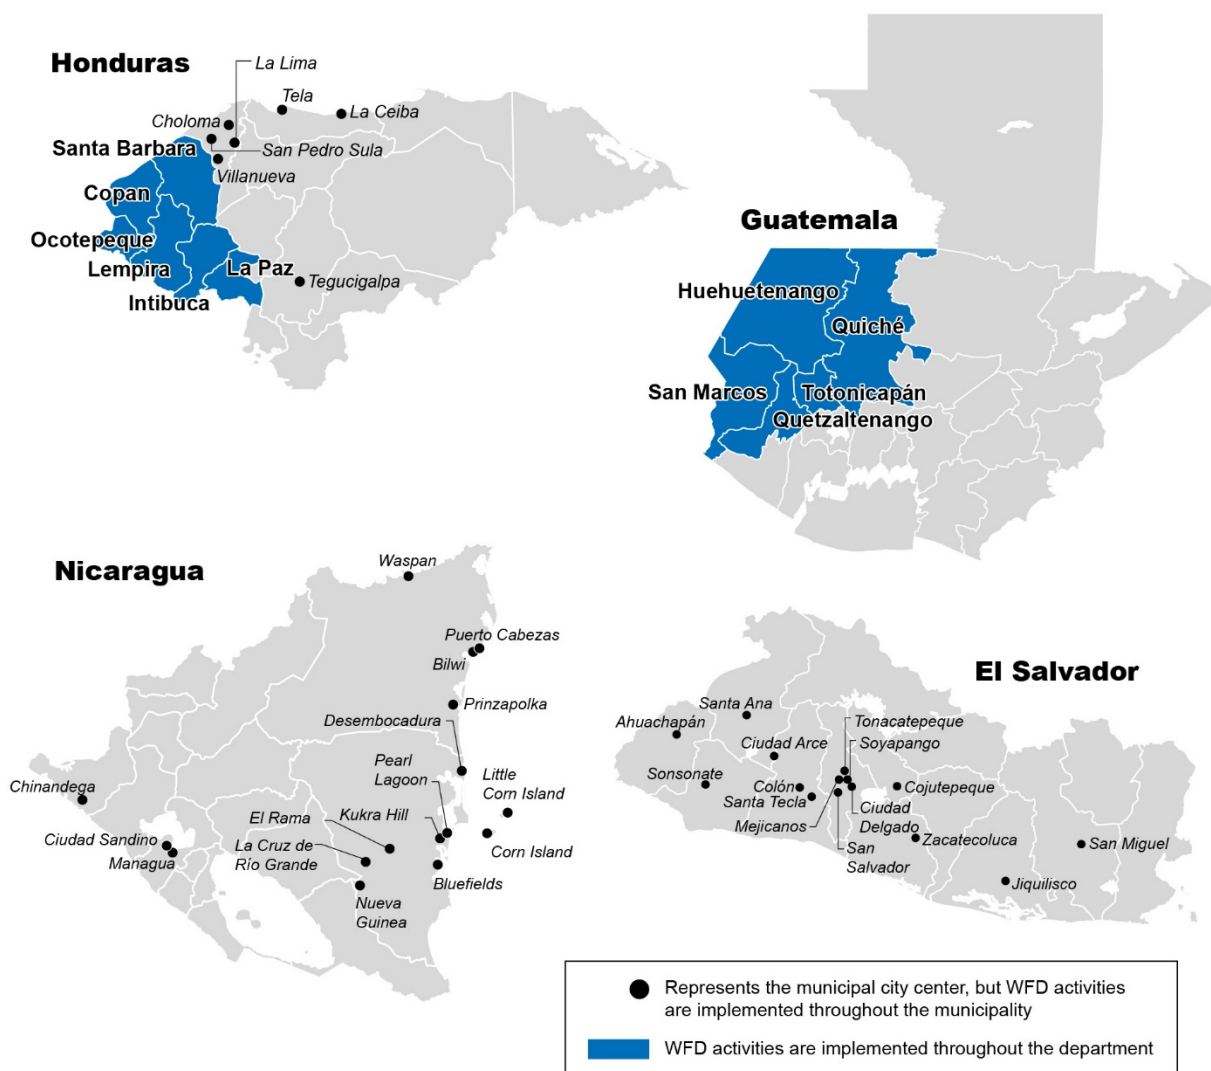 Honduras
La Lima
Tela
La Ceiba
Choloma
Santa Barbara
San Pedro Sula
Villanueva
Copan
Ocotepeque
La Paz
Lempira
Tegucigalpa
Intibuca
Guatemala
Huehuetenango
Quiché
San Marcos
Totonicapán
Quetzaltenango
Nicaragua
Waspan
Puerto Cabezas
Bilwi
Prinzapolka
Desembocadura
Pearl
Lagoon
Little
Corn Island
Chinandega
El Rama
Kukra Hill
Ciudad Sandino
La Cruz de
Río Grande
Managua
Corn Island
Bluefields
Nueva
Guinea
El Salvador
Santa Ana
Tonacatepeque
Ahuachapán
Soyapango
Ciudad Arce
Sonsonate
Colón
Cojutepeque
Santa Tecla
Ciudad
Delgado
Mejicanos
Zacatecoluca
San
Salvador
San Miguel
Jiquilisco
Represents the municipal city center, but WFD activities
are implemented throughout the municipality
WFD activities are implemented throughout the department